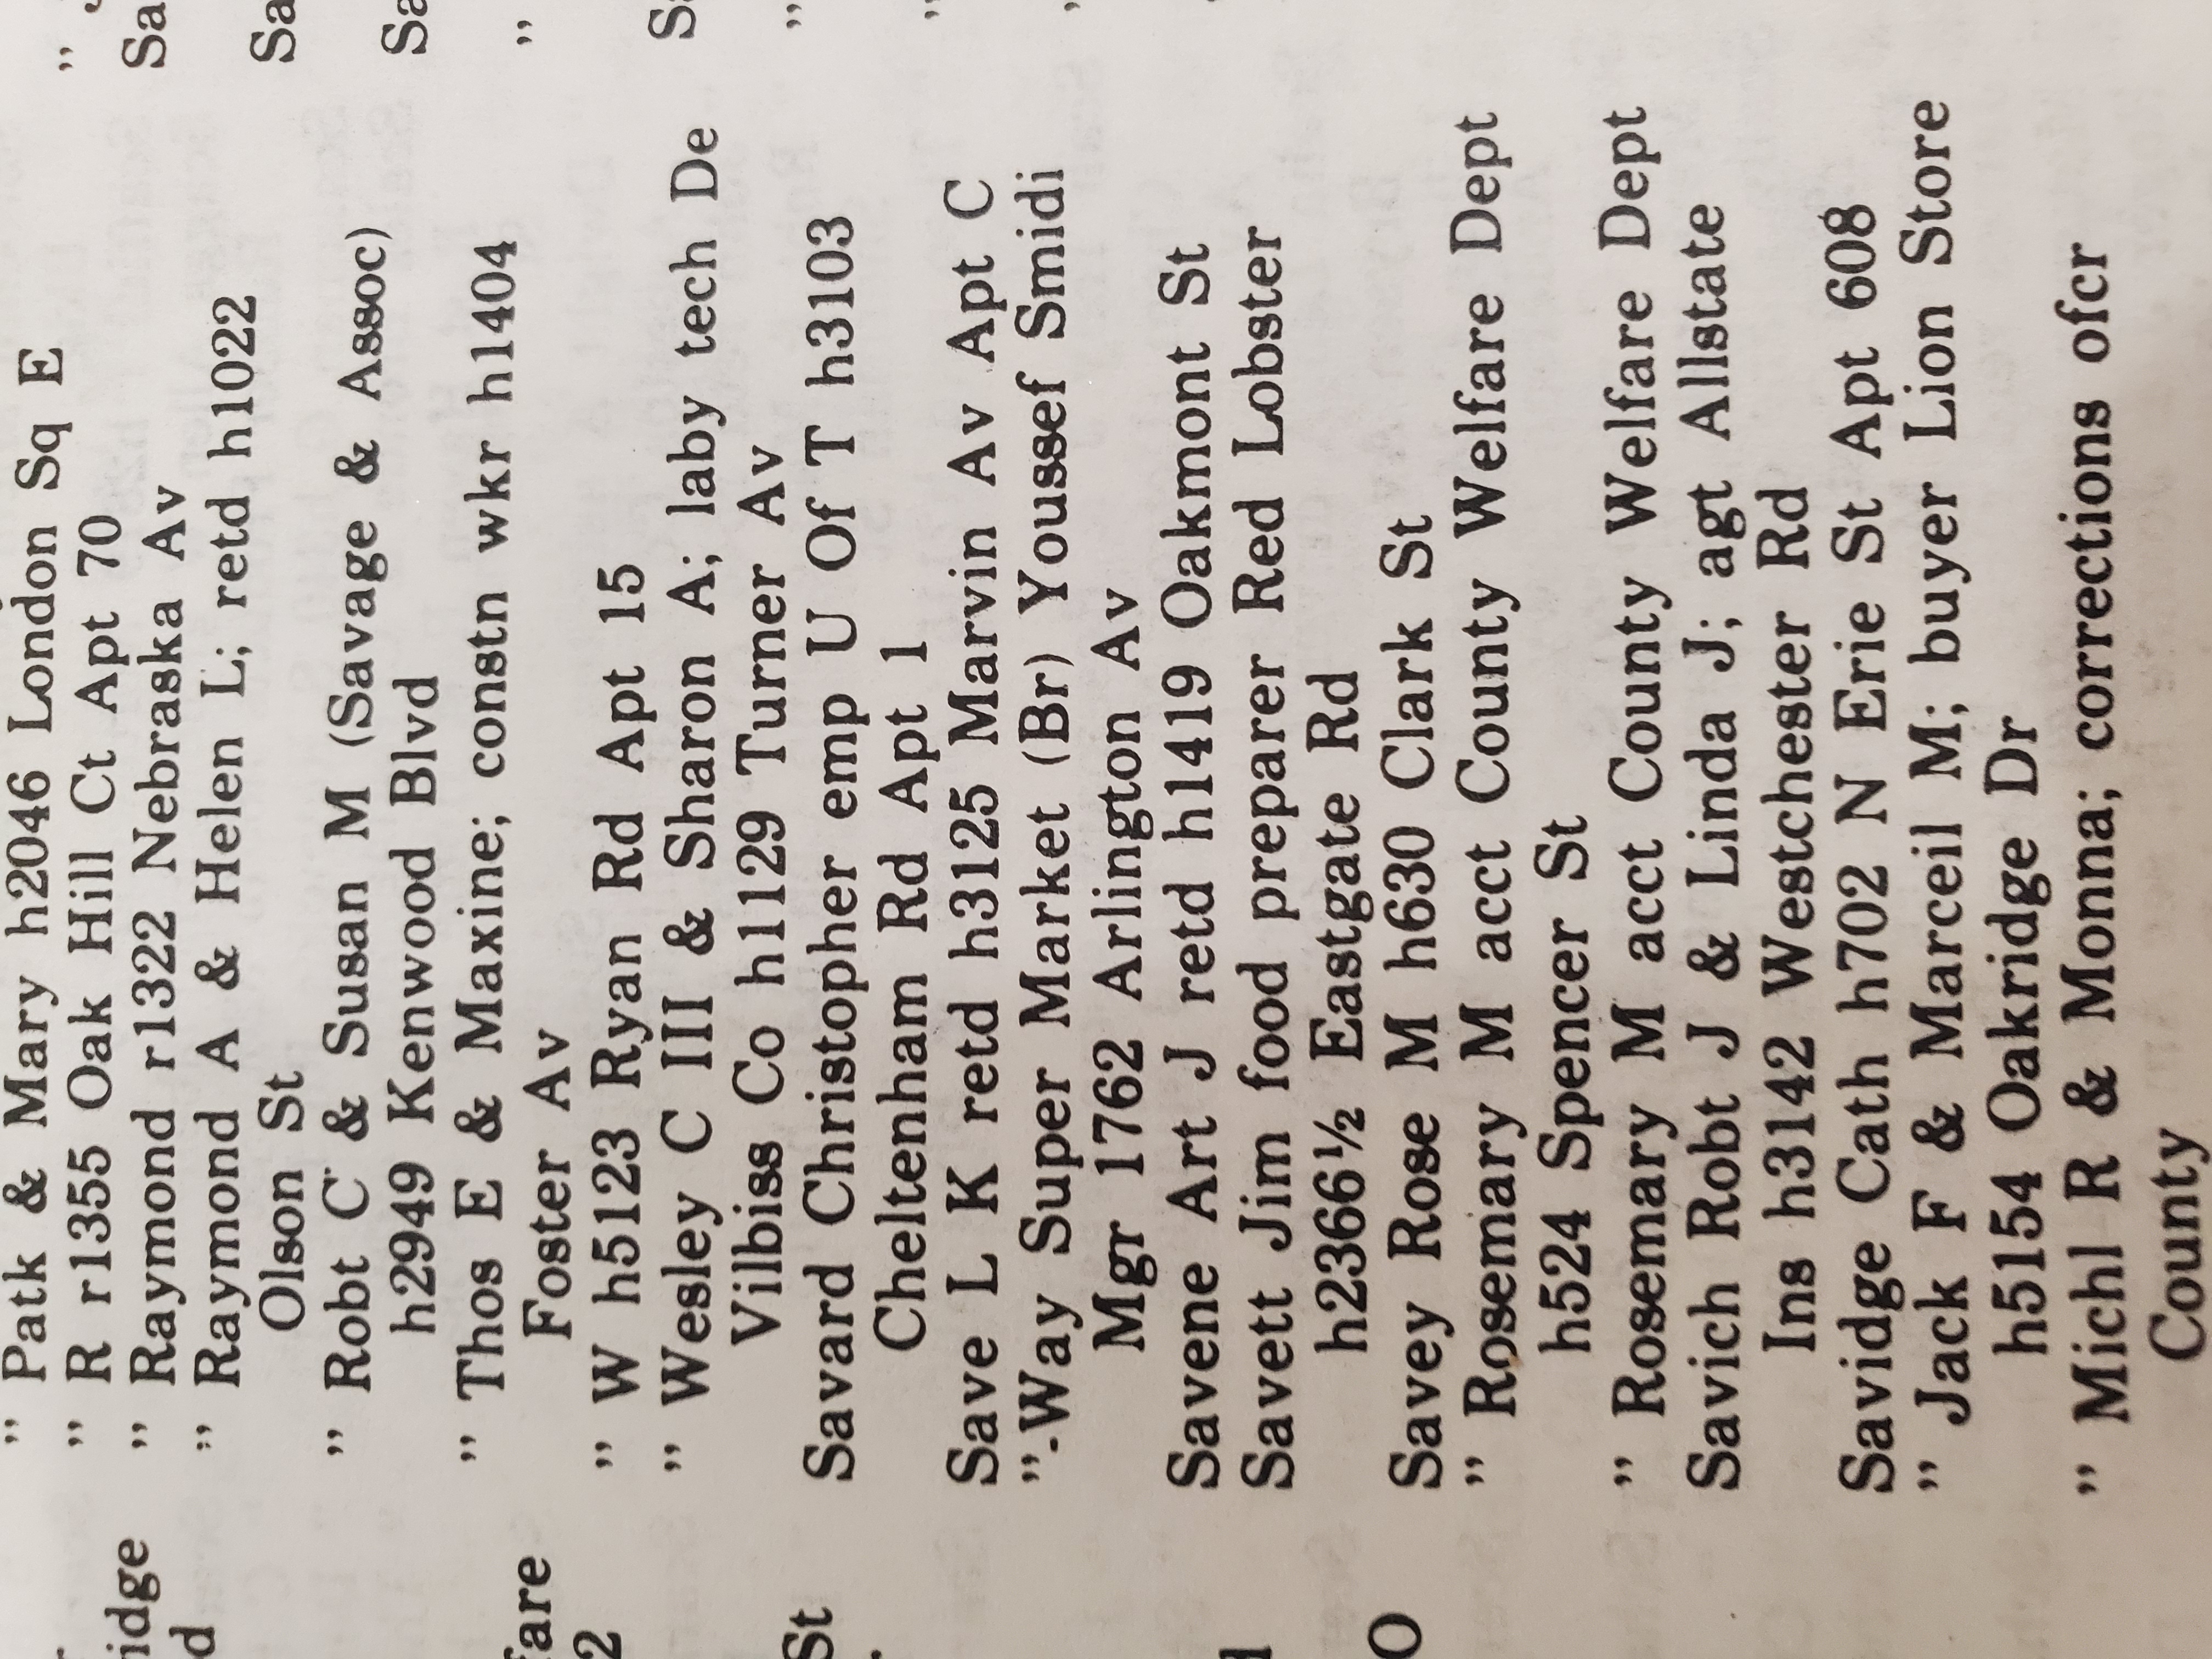 " Patk & Mary h2046 London Sq E
" R r1355 Oak Hill Ct Apt 70
" Raymond r1322 Nebraska Av
" Raymond A & Helen L; retd h1022
Olson St
" Robt C & Susan M (Savage & Assoc)
h2949 Kenwood Blvd
" Thos E & Maxine; constn wkr h1404
Foster Av
" W h5123 Ryan Rd Apt 15
" Wesley C III & Sharon A; laby tech De
Vilbiss Co h1129 Turner Av
Savard Christopher emp U Of T h3103
Cheltenham Rd Apt 1
Save L K retd h3125 Marvin Av Apt C
"-Way Super Market (Br) Youssef Smidi
Mgr 1762 Arlington Av
Savene Art J retd h1419 Oakmont St
Savett Jim food preparer Red Lobster
h2366½ Eastgate Rd
Savey Rose M h630 Clark St
" Rosemary M acct County Welfare Dept
h524 Spencer St
" Rosemary M acct County Welfare Dept
Savich Robt J & Linda J; agt Allstate
Ins h3142 Westchester Rd
Savidge Cath h702 N Erie St Apt 608
" Jack F & Marceil M; buyer Lion Store
h5154 Oakridge Dr
" Michl R & Monna; corrections ofcr
County